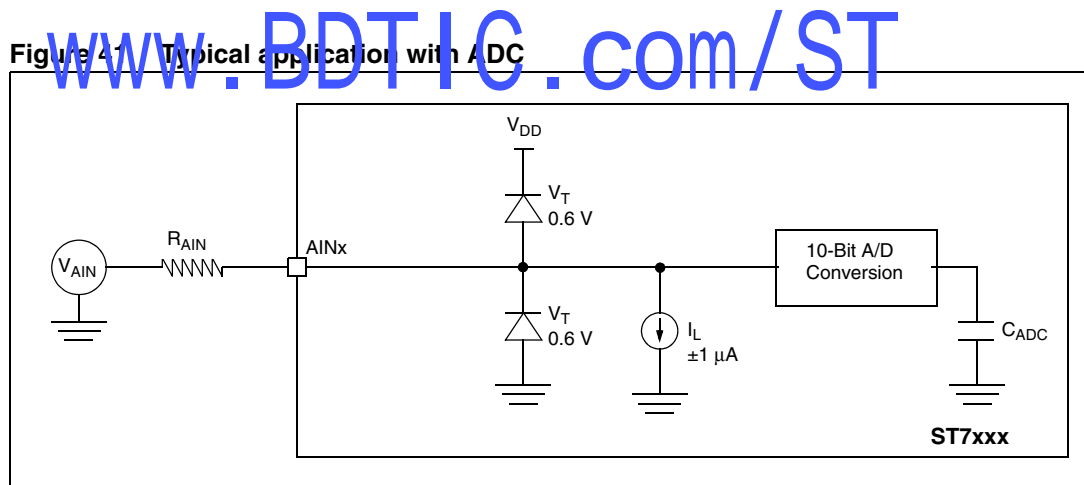 www.BDTIC.com/ST
Figure 41. Typical application with ADC
VDD
VT
0.6 V
RAIN
AINx
VAIN
10-Bit A/D
Conversion
VT
0.6 V
IL
±1 μA
CADC
ST7xxx